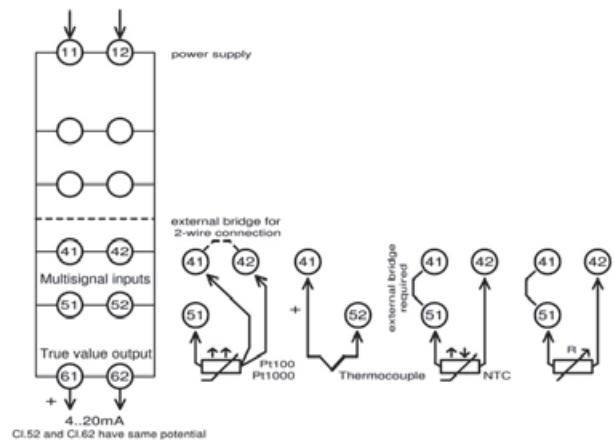 11 12
power supply
external bridge for
2-wire connection
41 42
Multisignal inputs
51 52
True value output
61 62
+
4..20mA
Cl.52 and Cl.62 have same potential
41 42
51
Pt100
Pt1000
41
+
52
Thermocouple
external bridge
required
41 42
51
NTC
41 42
51
R